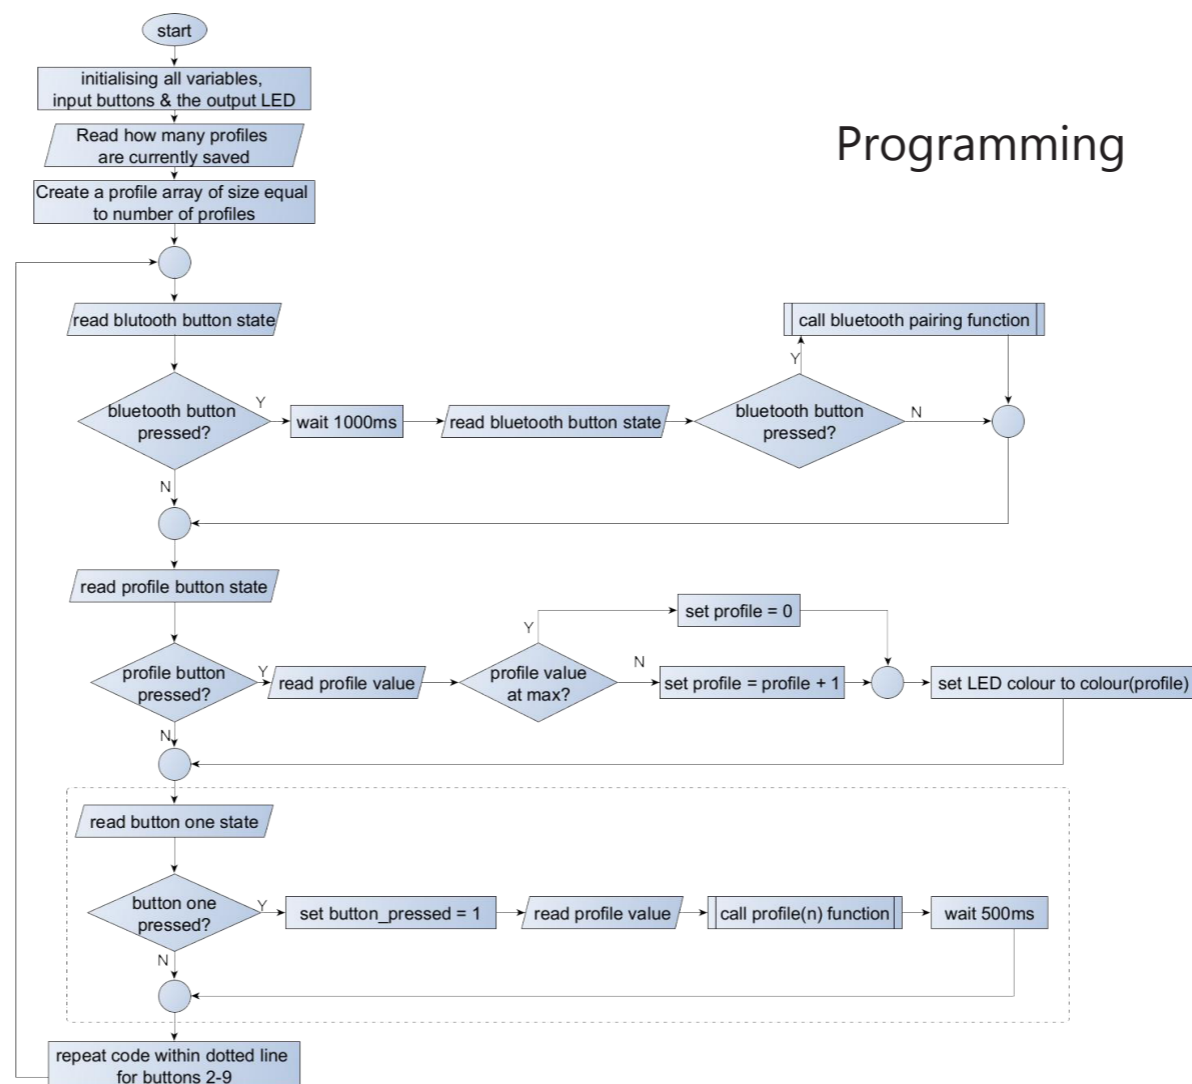 start
initialising all variables,
input buttons & the output LED
Read how many profiles
are currently saved
Programming
Create a profile array of size equal
to number of profiles
read blutooth button state
call bluetooth pairing function
Y
bluetooth button
pressed?
Y
wait 1000ms
read bluetooth button state
bluetooth button
pressed?
N
N
read profile button state
set profile = 0
Y
profile button
pressed?
Y
read profile value
profile value
at max?
N
set profile = profile + 1
set LED colour to colour(profile)
N
read button one state
button one
pressed?
Y
set button_pressed = 1
read profile value
call profile(n) function
wait 500ms
N
repeat code within dotted line
for buttons 2-9